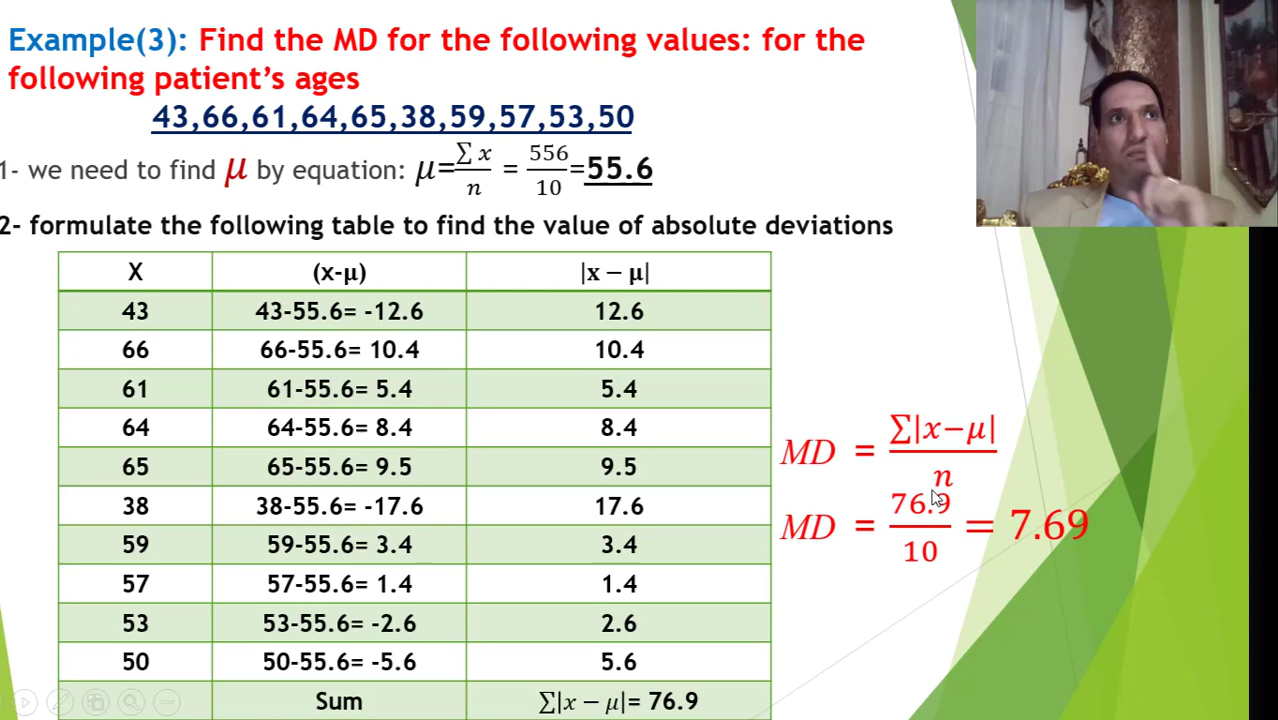 Example(3): Find the MD for the following values: for the
following patient's ages
43,66,61,64,65,38,59,57,53,50
1- we need to find μ by equation: μ=∑x/n = 556/10=55.6
2- formulate the following table to find the value of absolute deviations
X (x-μ) |x − μ|
43 43-55.6= -12.6 12.6
66 66-55.6= 10.4 10.4
61 61-55.6= 5.4 5.4
64 64-55.6= 8.4 8.4
65 65-55.6= 9.5 9.5
38 38-55.6= -17.6 17.6
59 59-55.6= 3.4 3.4
57 57-55.6= 1.4 1.4
53 53-55.6= -2.6 2.6
50 50-55.6= -5.6 5.6
Sum ∑|x − μ|= 76.9
MD = ∑|x−μ|/n
MD = 76.9/10 = 7.69